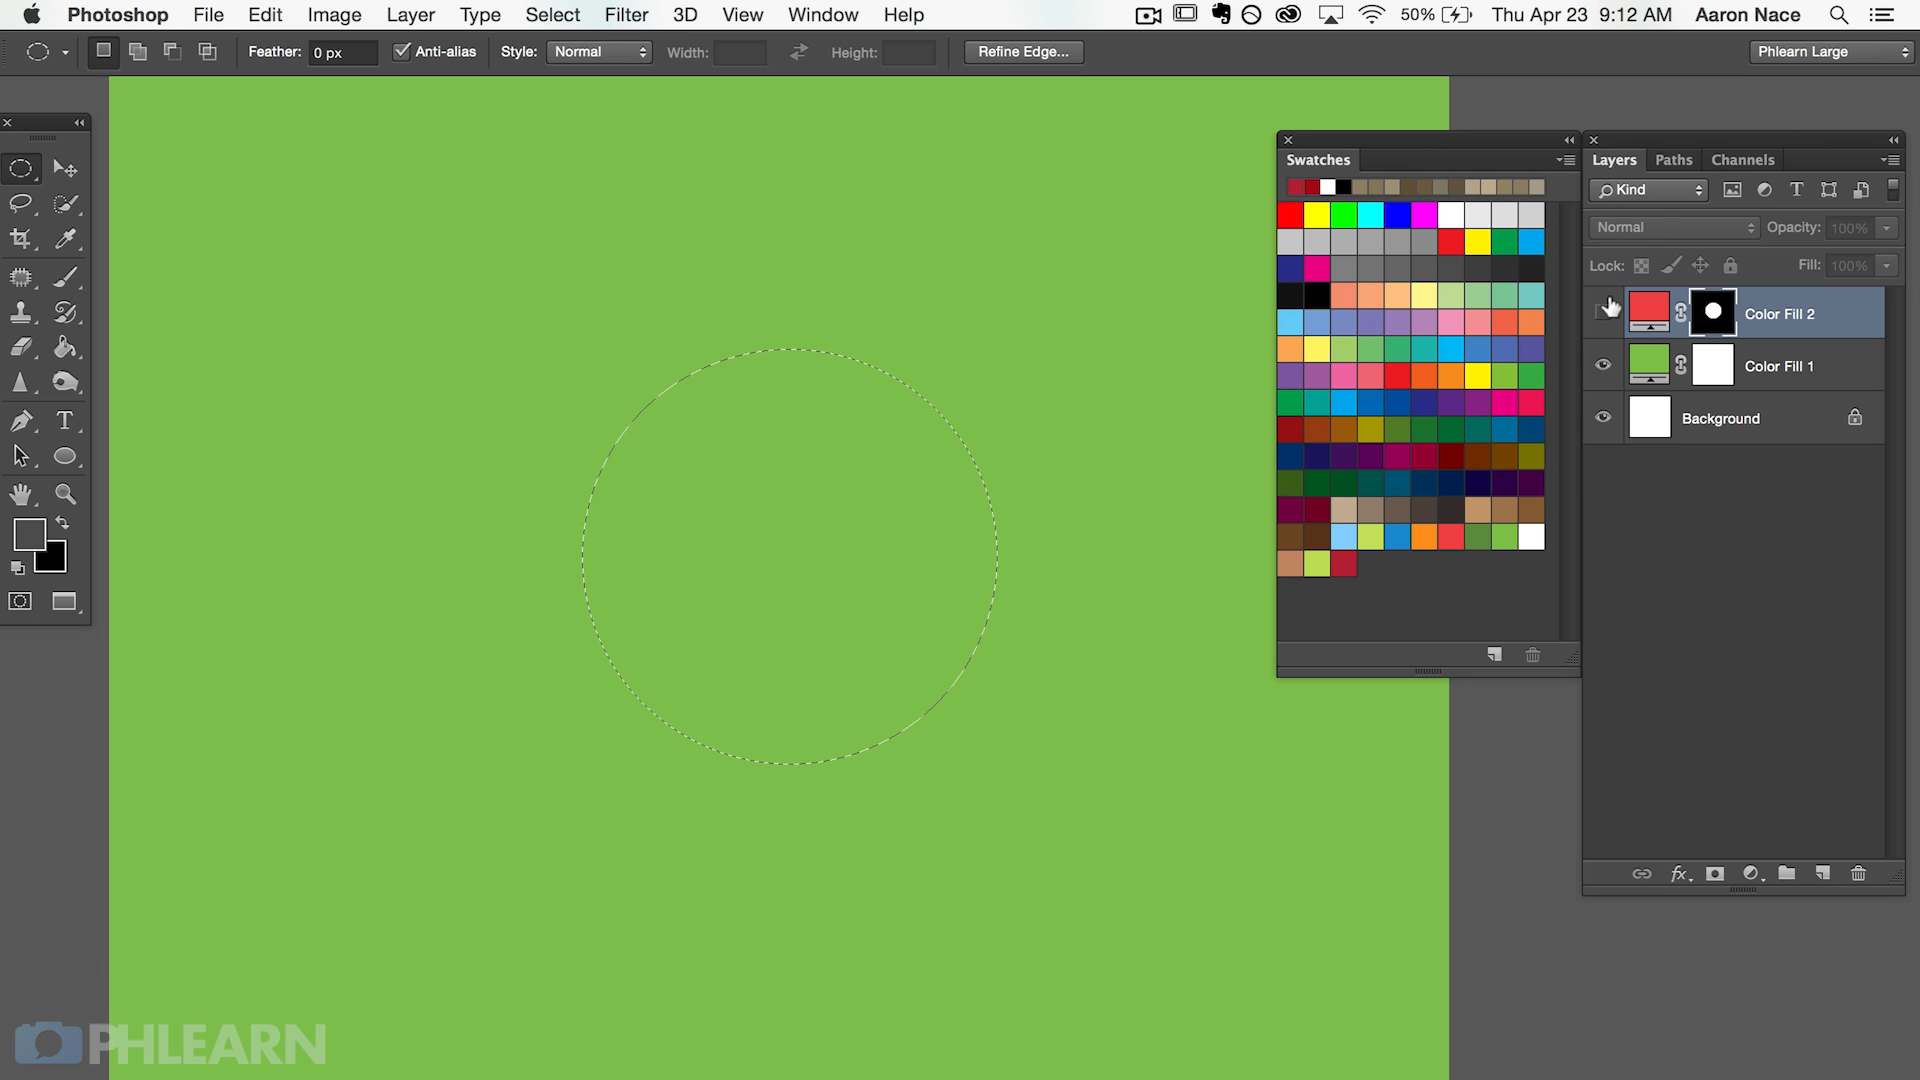 Photoshop File Edit Image Layer Type Select Filter 3D View Window Help 50% Thu Apr 23 9:12 AM Aaron Nace
Feather: 0 px Anti-alias Style: Normal Width: Height: Refine Edge... Phlearn Large
Swatches
Layers Paths Channels
Kind
Normal Opacity: 100%
Lock: Fill: 100%
Color Fill 2
Color Fill 1
Background
T
fx
PHLEARN